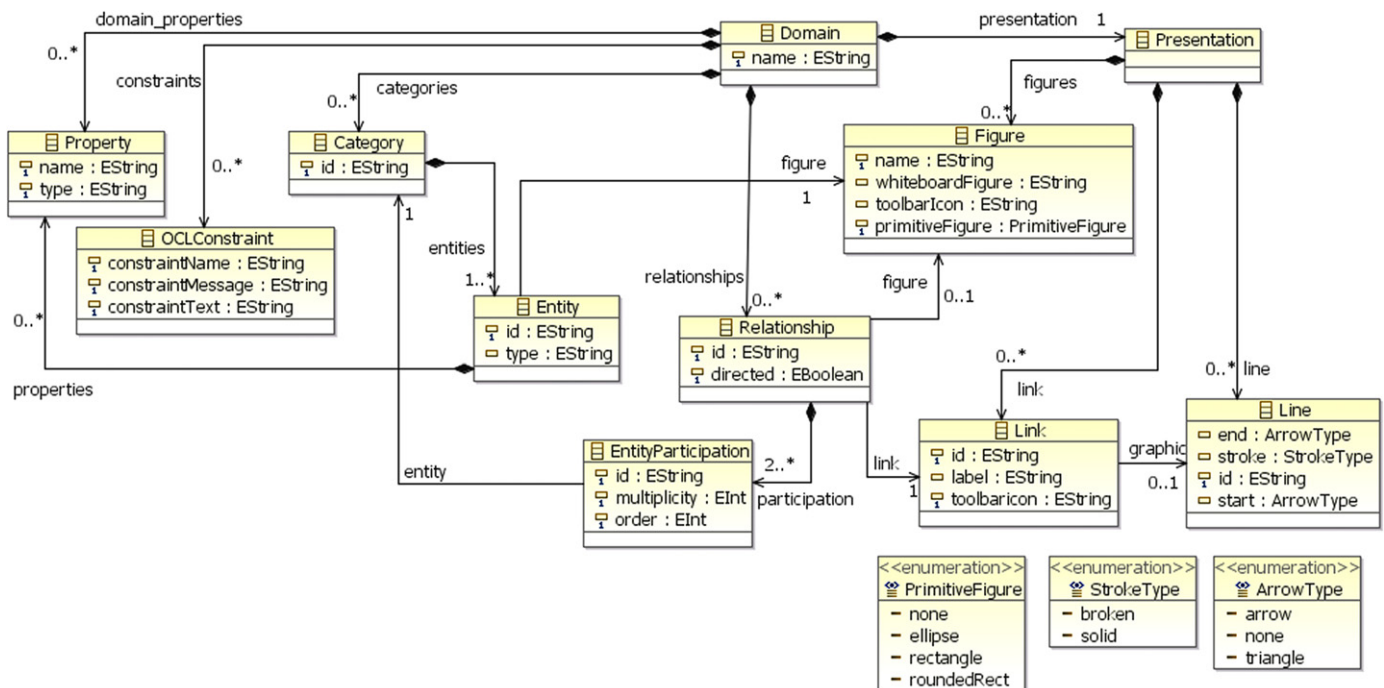 domain_properties
0..*
constraints
0..*
categories
0..*
Domain
name : EString
presentation 1
Presentation
figures
0..*
Property
name : EString
type : EString
Category
id : EString
1
Figure
name : EString
whiteboardFigure : EString
toolbarIcon : EString
primitiveFigure : PrimitiveFigure
figure
1
OCLConstraint
constraintName : EString
constraintMessage : EString
constraintText : EString
entities
1..*
relationships
0..*
figure
0..1
0..*
properties
Entity
id : EString
type : EString
Relationship
id : EString
directed : EBoolean
0..*
link
0..* line
entity
EntityParticipation
id : EString
multiplicity : EInt
order : EInt
2..*
participation
link
1
Link
id : EString
label : EString
toolbaricon : EString
graphic
0..1
Line
end : ArrowType
stroke : StrokeType
id : EString
start : ArrowType
<<enumeration>>
PrimitiveFigure
none
ellipse
rectangle
roundedRect
<<enumeration>>
StrokeType
broken
solid
<<enumeration>>
ArrowType
arrow
none
triangle